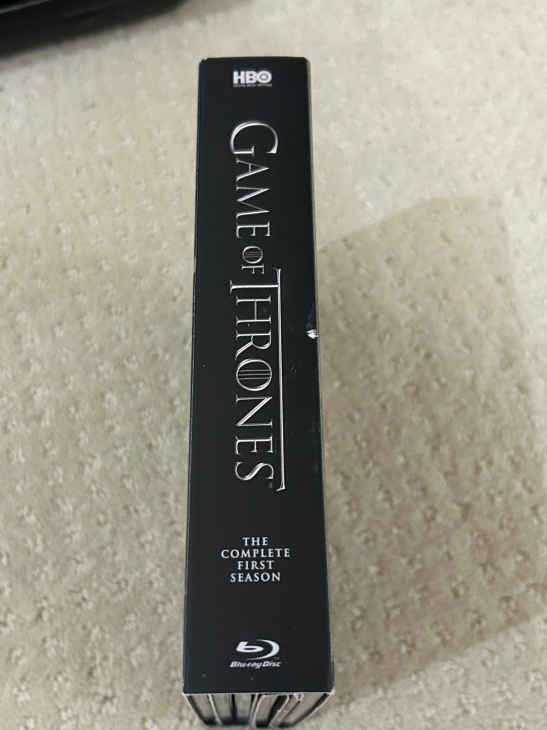 HBO
GAME OF THRONES
THE
COMPLETE
FIRST
SEASON
Blu-ray Disc